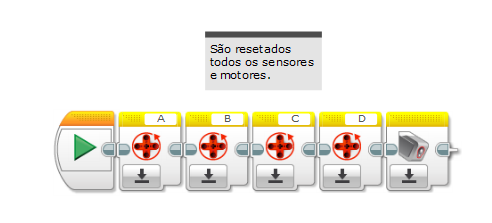 São resetados
todos os sensores
e motores.
A
B
C
D